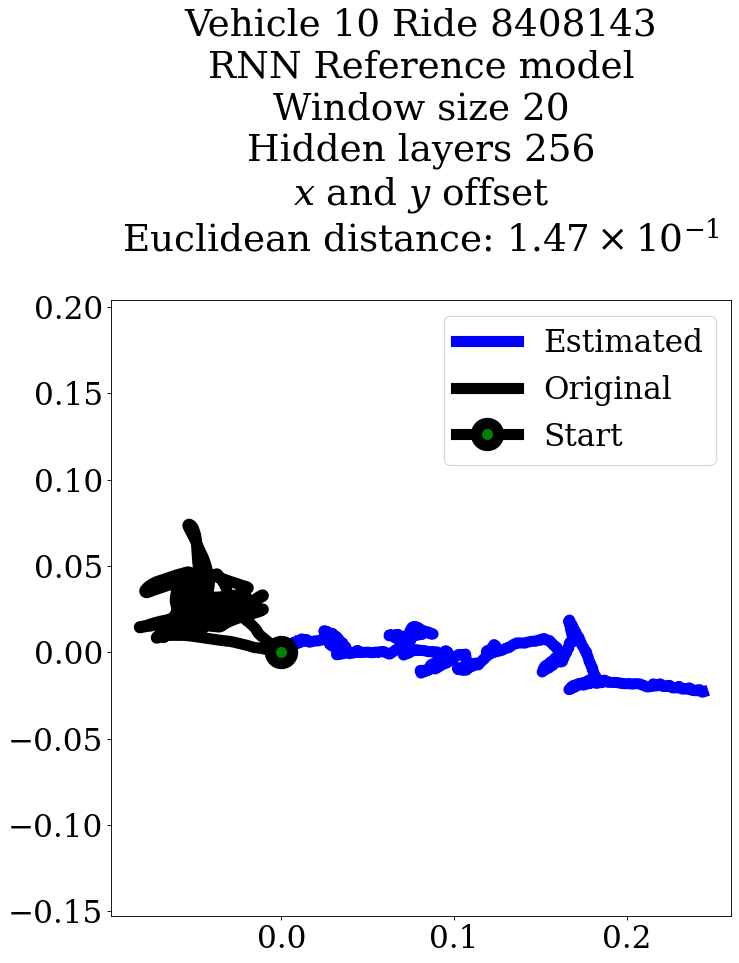 Vehicle 10 Ride 8408143
RNN Reference model
Window size 20
Hidden layers 256
x and y offset
Euclidean distance: 1.47 × 10⁻¹
0.20
0.15
0.10
0.05
0.00
−0.05
−0.10
−0.15
Estimated
Original
Start
0.0 0.1 0.2